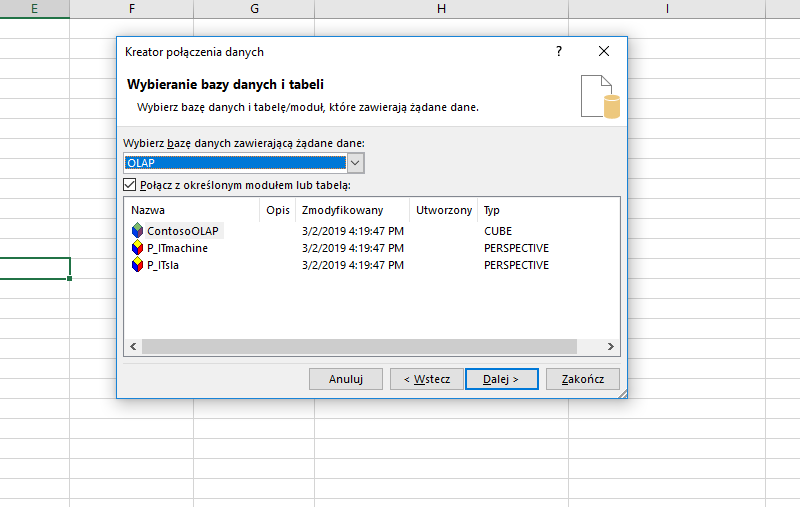 E F G H I
Kreator połączenia danych ?
Wybieranie bazy danych i tabeli
Wybierz bazę danych i tabelę/moduł, które zawierają żądane dane.
Wybierz bazę danych zawierającą żądane dane:
OLAP
Połącz z określonym modułem lub tabelą:
Nazwa Opis Zmodyfikowany Utworzony Typ
ContosoOLAP 3/2/2019 4:19:47 PM CUBE
P_ITmachine 3/2/2019 4:19:47 PM PERSPECTIVE
P_ITsla 3/2/2019 4:19:47 PM PERSPECTIVE
Anuluj < Wstecz Dalej > Zakończ